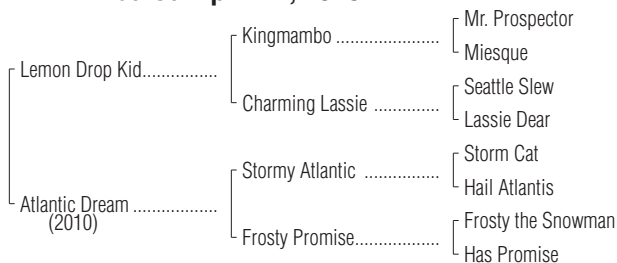 Kingmambo ....................
Mr. Prospector
Miesque
Lemon Drop Kid...............
Charming Lassie .............
Seattle Slew
Lassie Dear
Stormy Atlantic ...............
Storm Cat
Hail Atlantis
Atlantic Dream .................
(2010)
Frosty Promise.................
Frosty the Snowman
Has Promise